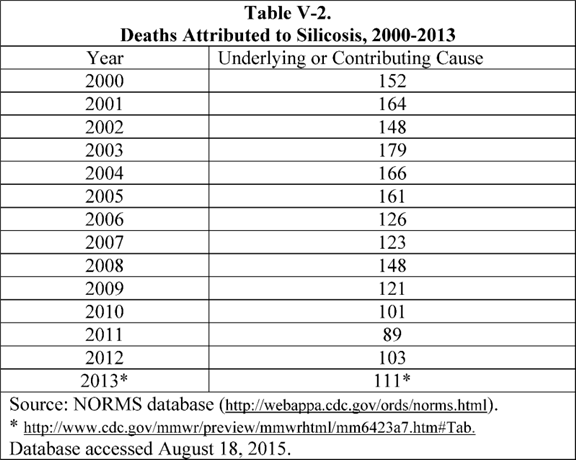 Table V-2.
Deaths Attributed to Silicosis, 2000-2013
Year Underlying or Contributing Cause
2000 152
2001 164
2002 148
2003 179
2004 166
2005 161
2006 126
2007 123
2008 148
2009 121
2010 101
2011 89
2012 103
2013* 111*
Source: NORMS database (http://webappa.cdc.gov/ords/norms.html).
* http://www.cdc.gov/mmwr/preview/mmwrhtml/mm6423a7.htm#Tab.
Database accessed August 18, 2015.